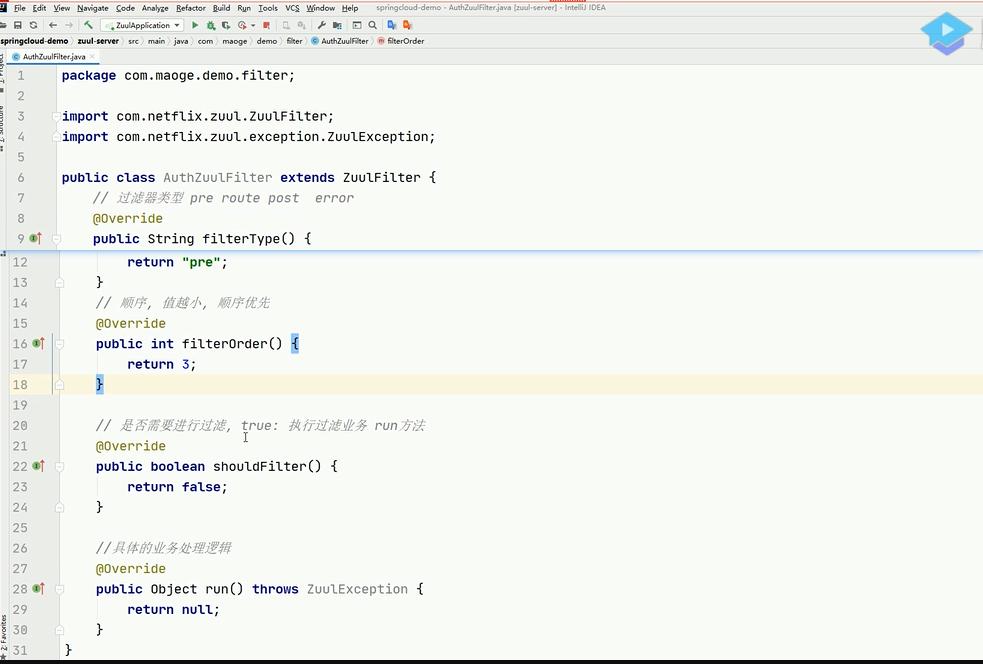 File Edit View Navigate Code Analyze Refactor Build Run Tools VCS Window Help springcloud-demo - AuthZuulFilter.java [zuul-server] - IntelliJ IDEA
ZuulApplication
springcloud-demo zuul-server src main java com maoge demo filter AuthZuulFilter filterOrder
AuthZuulFilter.java
1 package com.maoge.demo.filter;
2
3 import com.netflix.zuul.ZuulFilter;
4 import com.netflix.zuul.exception.ZuulException;
5
6 public class AuthZuulFilter extends ZuulFilter {
7 // 过滤器类型 pre route post error
8 @Override
9 public String filterType() {
12 return "pre";
13 }
14 // 顺序, 值越小, 顺序优先
15 @Override
16 public int filterOrder() {
17 return 3;
18 }
19
20 // 是否需要进行过滤, true: 执行过滤业务 run方法
21 @Override
22 public boolean shouldFilter() {
23 return false;
24 }
25
26 //具体的业务处理逻辑
27 @Override
28 public Object run() throws ZuulException {
29 return null;
30 }
31 }
2: Favorites